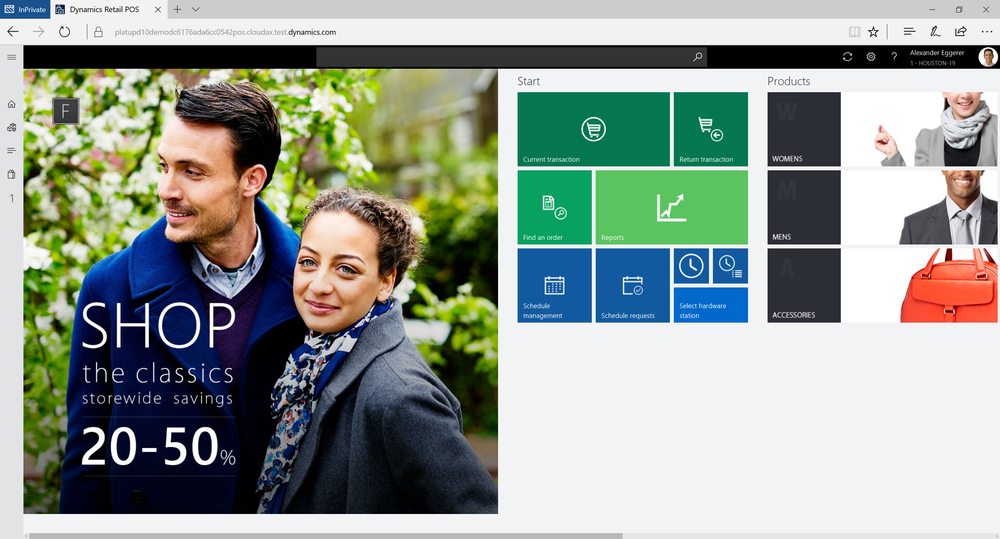 InPrivate
Dynamics Retail POS
platupd10demodc6176ada6cc0542pos.cloudax.test.dynamics.com
Alexander Eggerer
1 - HOUSTON-19
1
F
SHOP
the classics
storewide savings
20-50%
Start
Current transaction
Return transaction
Find an order
Reports
Schedule
management
Schedule requests
Select hardware
station
Products
W
WOMENS
M
MENS
A
ACCESSORIES